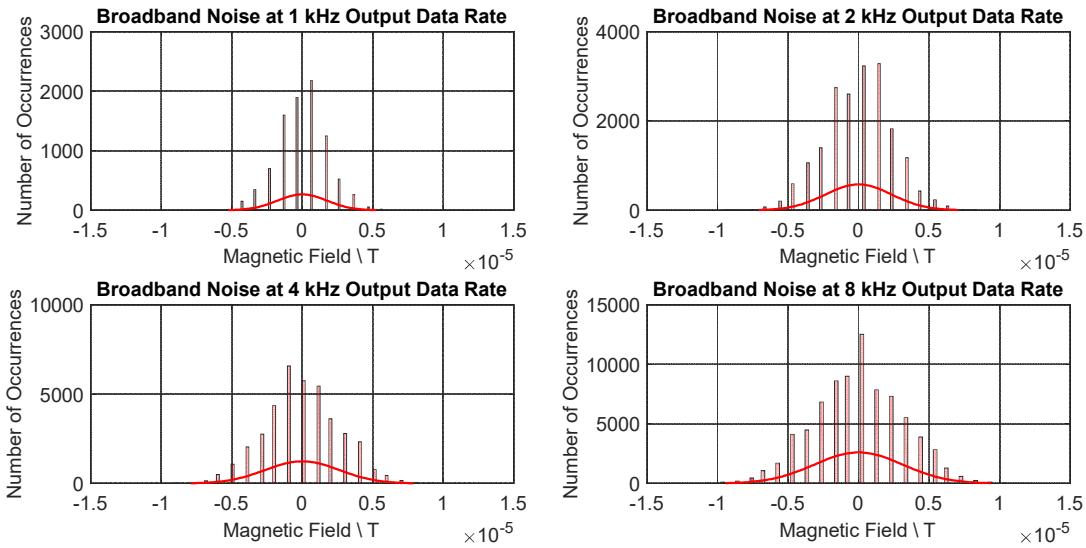 Broadband Noise at 1 kHz Output Data Rate
Number of Occurrences
3000
2000
1000
0
-1.5 -1 -0.5 0 0.5 1 1.5
Magnetic Field \ T
×10-5
Broadband Noise at 2 kHz Output Data Rate
Number of Occurrences
4000
2000
0
-1.5 -1 -0.5 0 0.5 1 1.5
Magnetic Field \ T
×10-5
Broadband Noise at 4 kHz Output Data Rate
Number of Occurrences
10000
5000
0
-1.5 -1 -0.5 0 0.5 1 1.5
Magnetic Field \ T
×10-5
Broadband Noise at 8 kHz Output Data Rate
Number of Occurrences
15000
10000
5000
0
-1.5 -1 -0.5 0 0.5 1 1.5
Magnetic Field \ T
×10-5